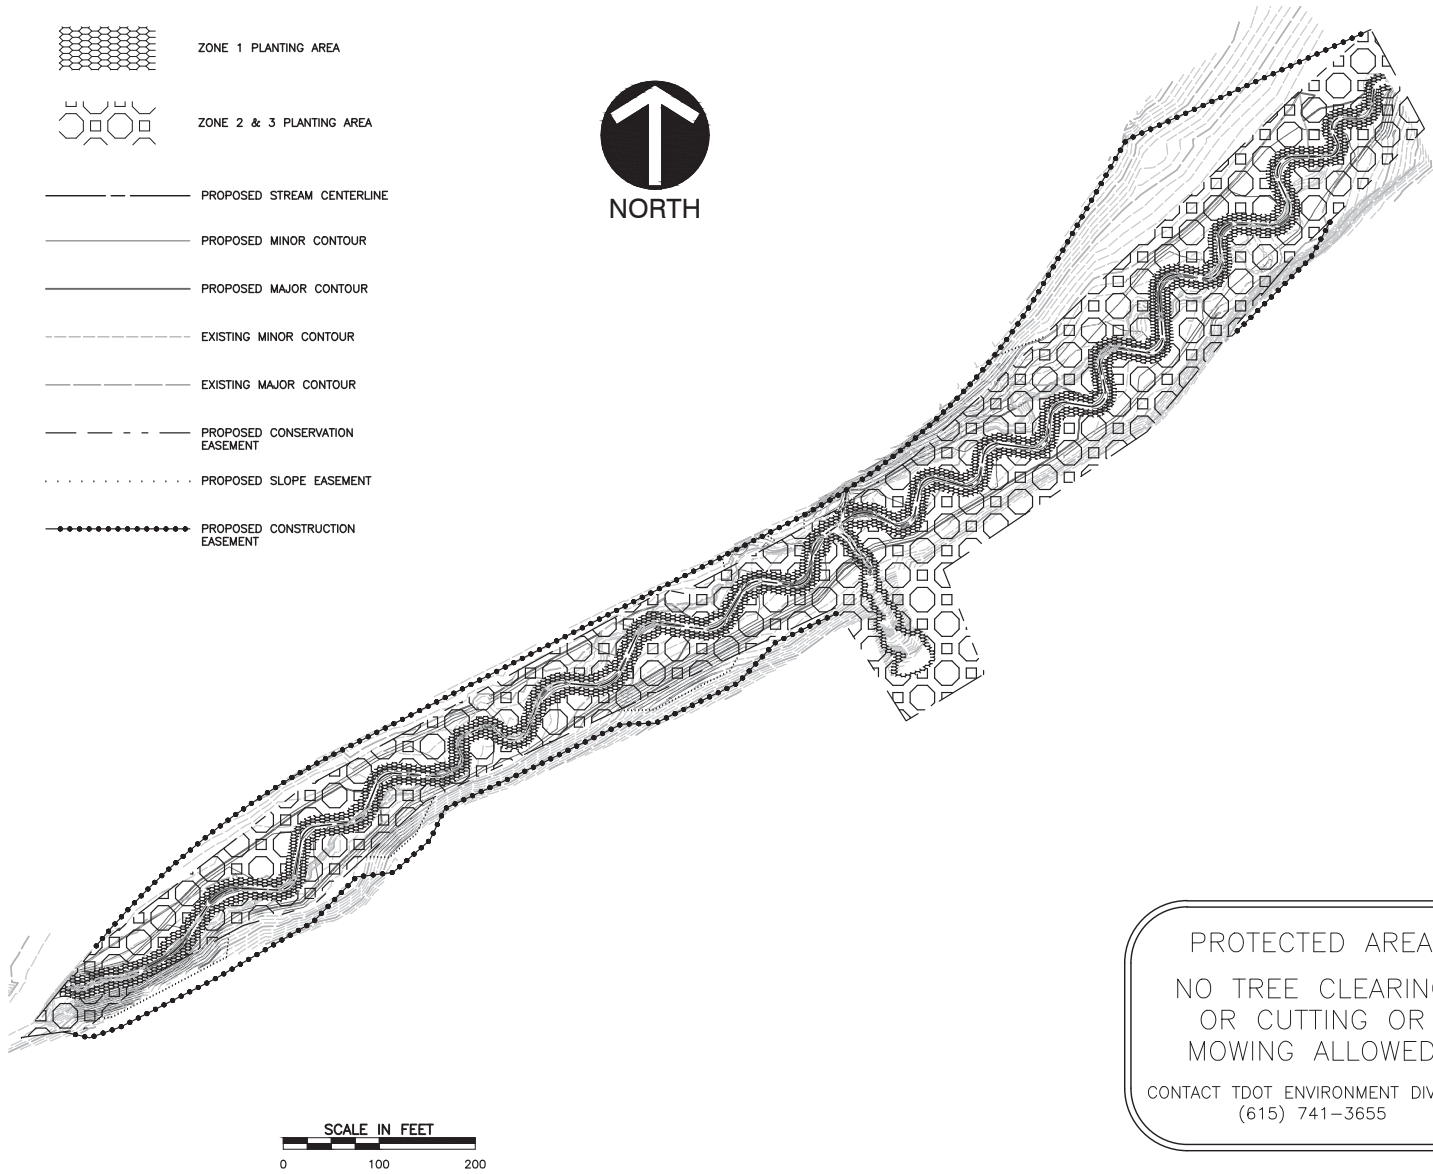 ZONE 1 PLANTING AREA
ZONE 2 & 3 PLANTING AREA
PROPOSED STREAM CENTERLINE
PROPOSED MINOR CONTOUR
PROPOSED MAJOR CONTOUR
EXISTING MINOR CONTOUR
EXISTING MAJOR CONTOUR
PROPOSED CONSERVATION
EASEMENT
PROPOSED SLOPE EASEMENT
PROPOSED CONSTRUCTION
EASEMENT
NORTH
PROTECTED AREA
NO TREE CLEARING
OR CUTTING OR
MOWING ALLOWED
CONTACT TDOT ENVIRONMENT DIV
(615) 741-3655
SCALE IN FEET
0 100 200